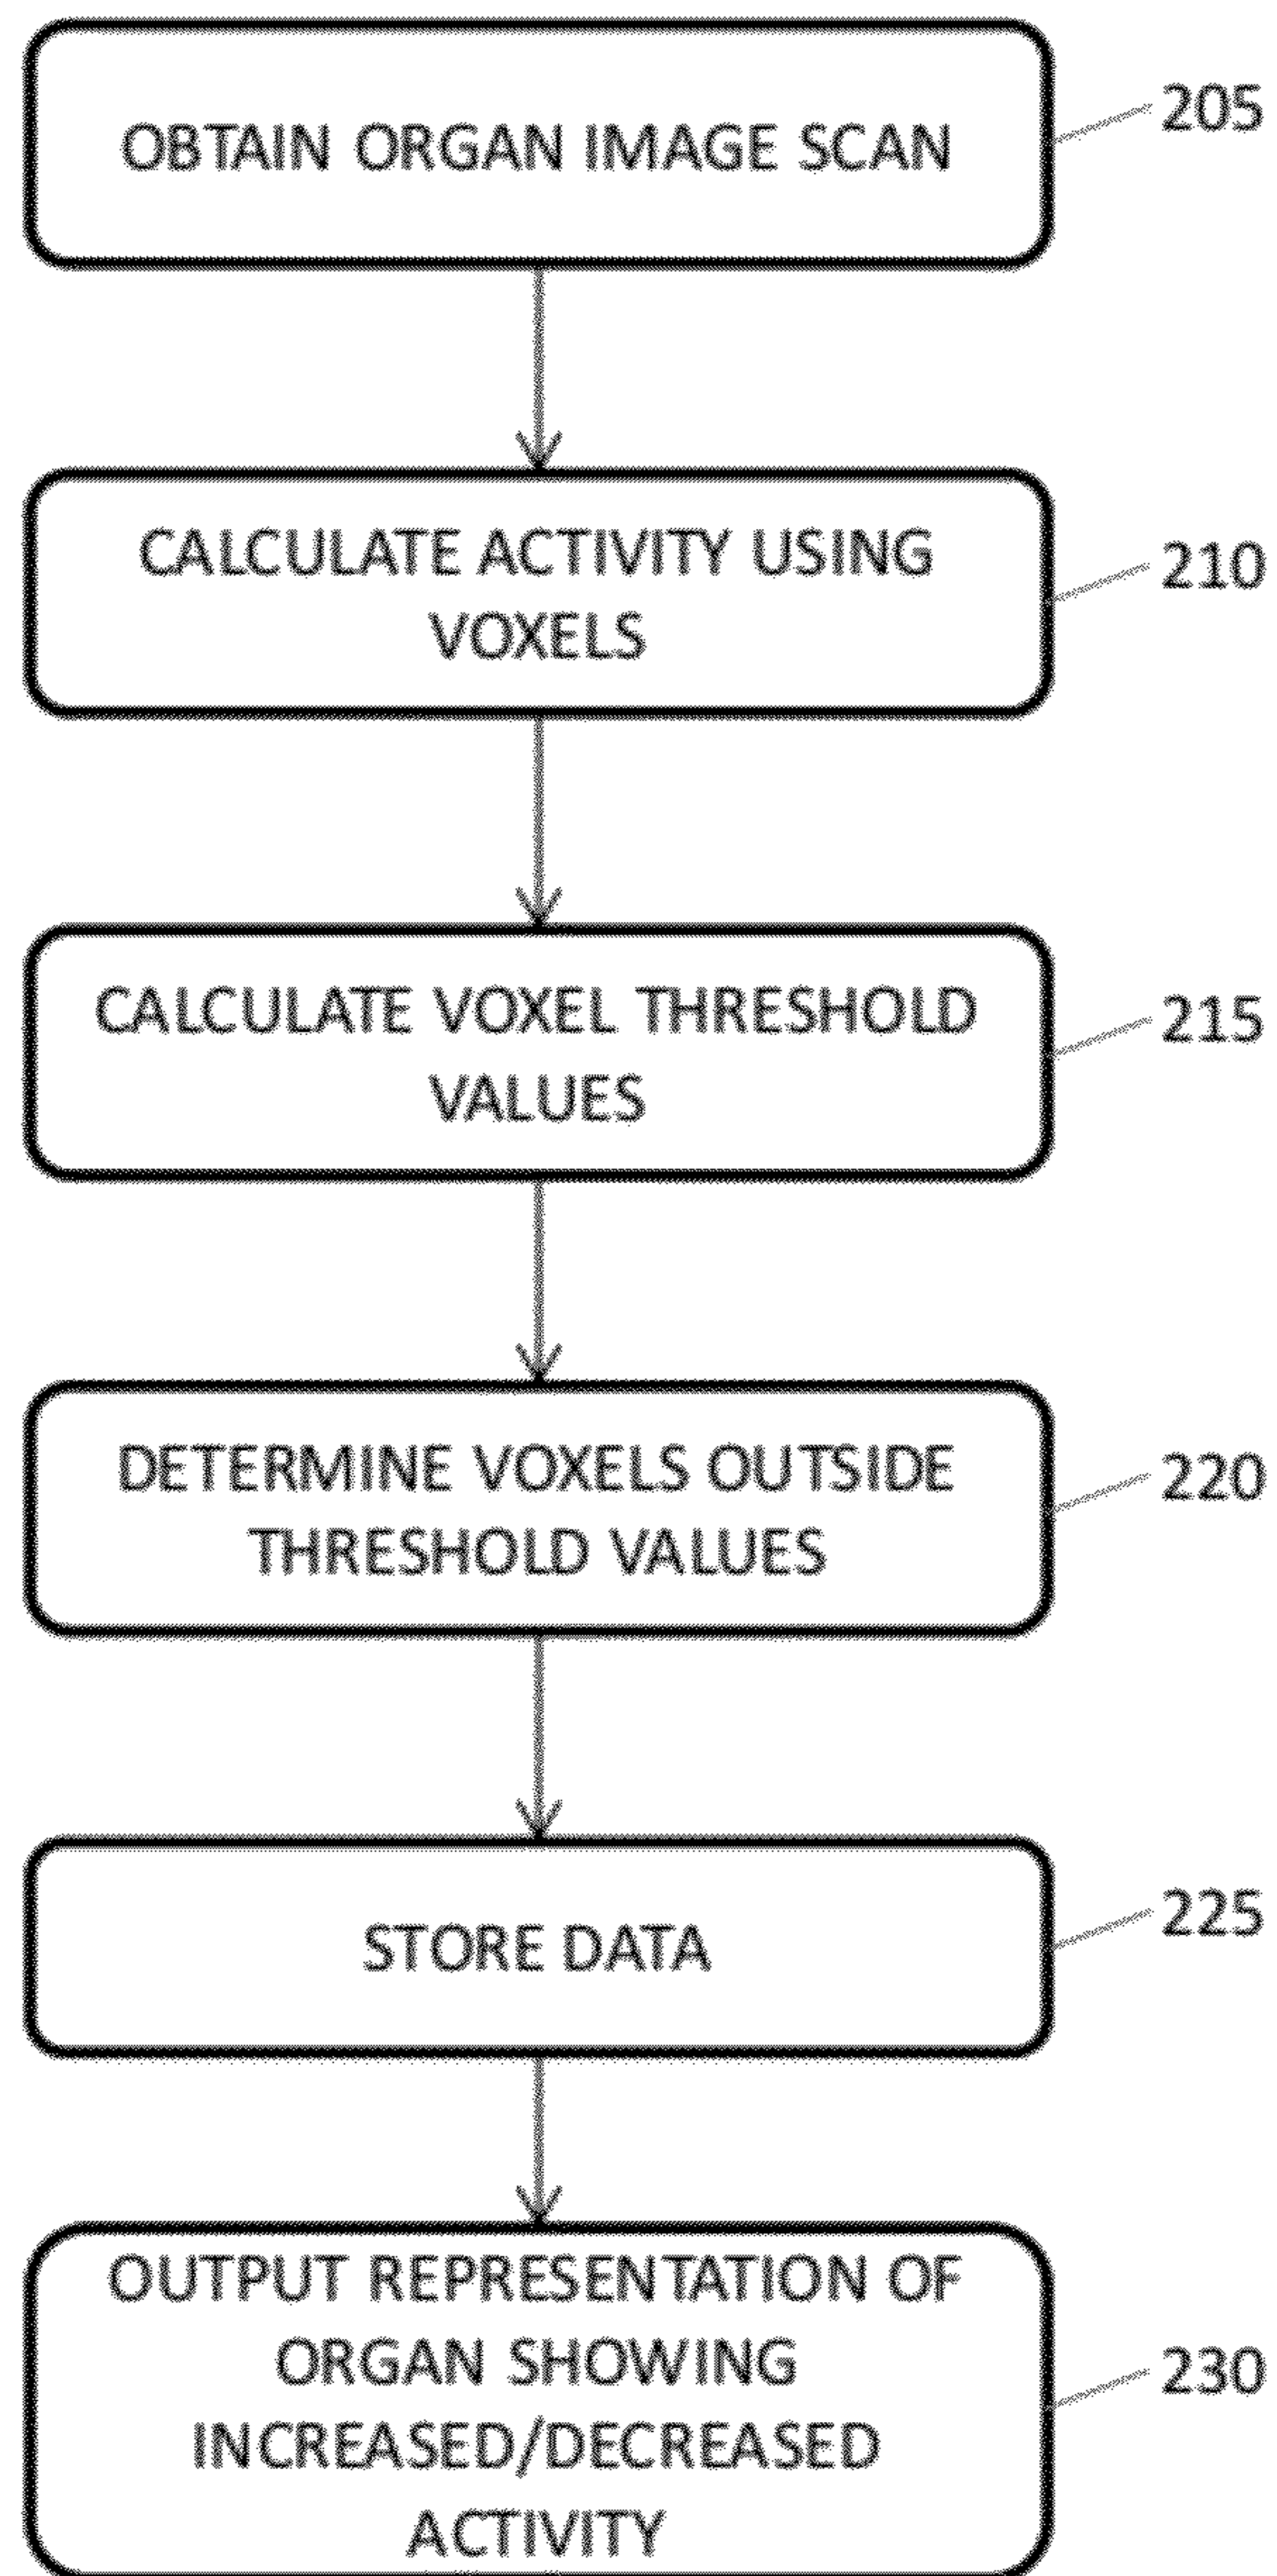 OBTAIN ORGAN IMAGE SCAN
205
CALCULATE ACTIVITY USING
VOXELS
210
CALCULATE VOXEL THRESHOLD
VALUES
215
DETERMINE VOXELS OUTSIDE
THRESHOLD VALUES
220
STORE DATA
225
OUTPUT REPRESENTATION OF
ORGAN SHOWING
INCREASED/DECREASED
ACTIVITY
230